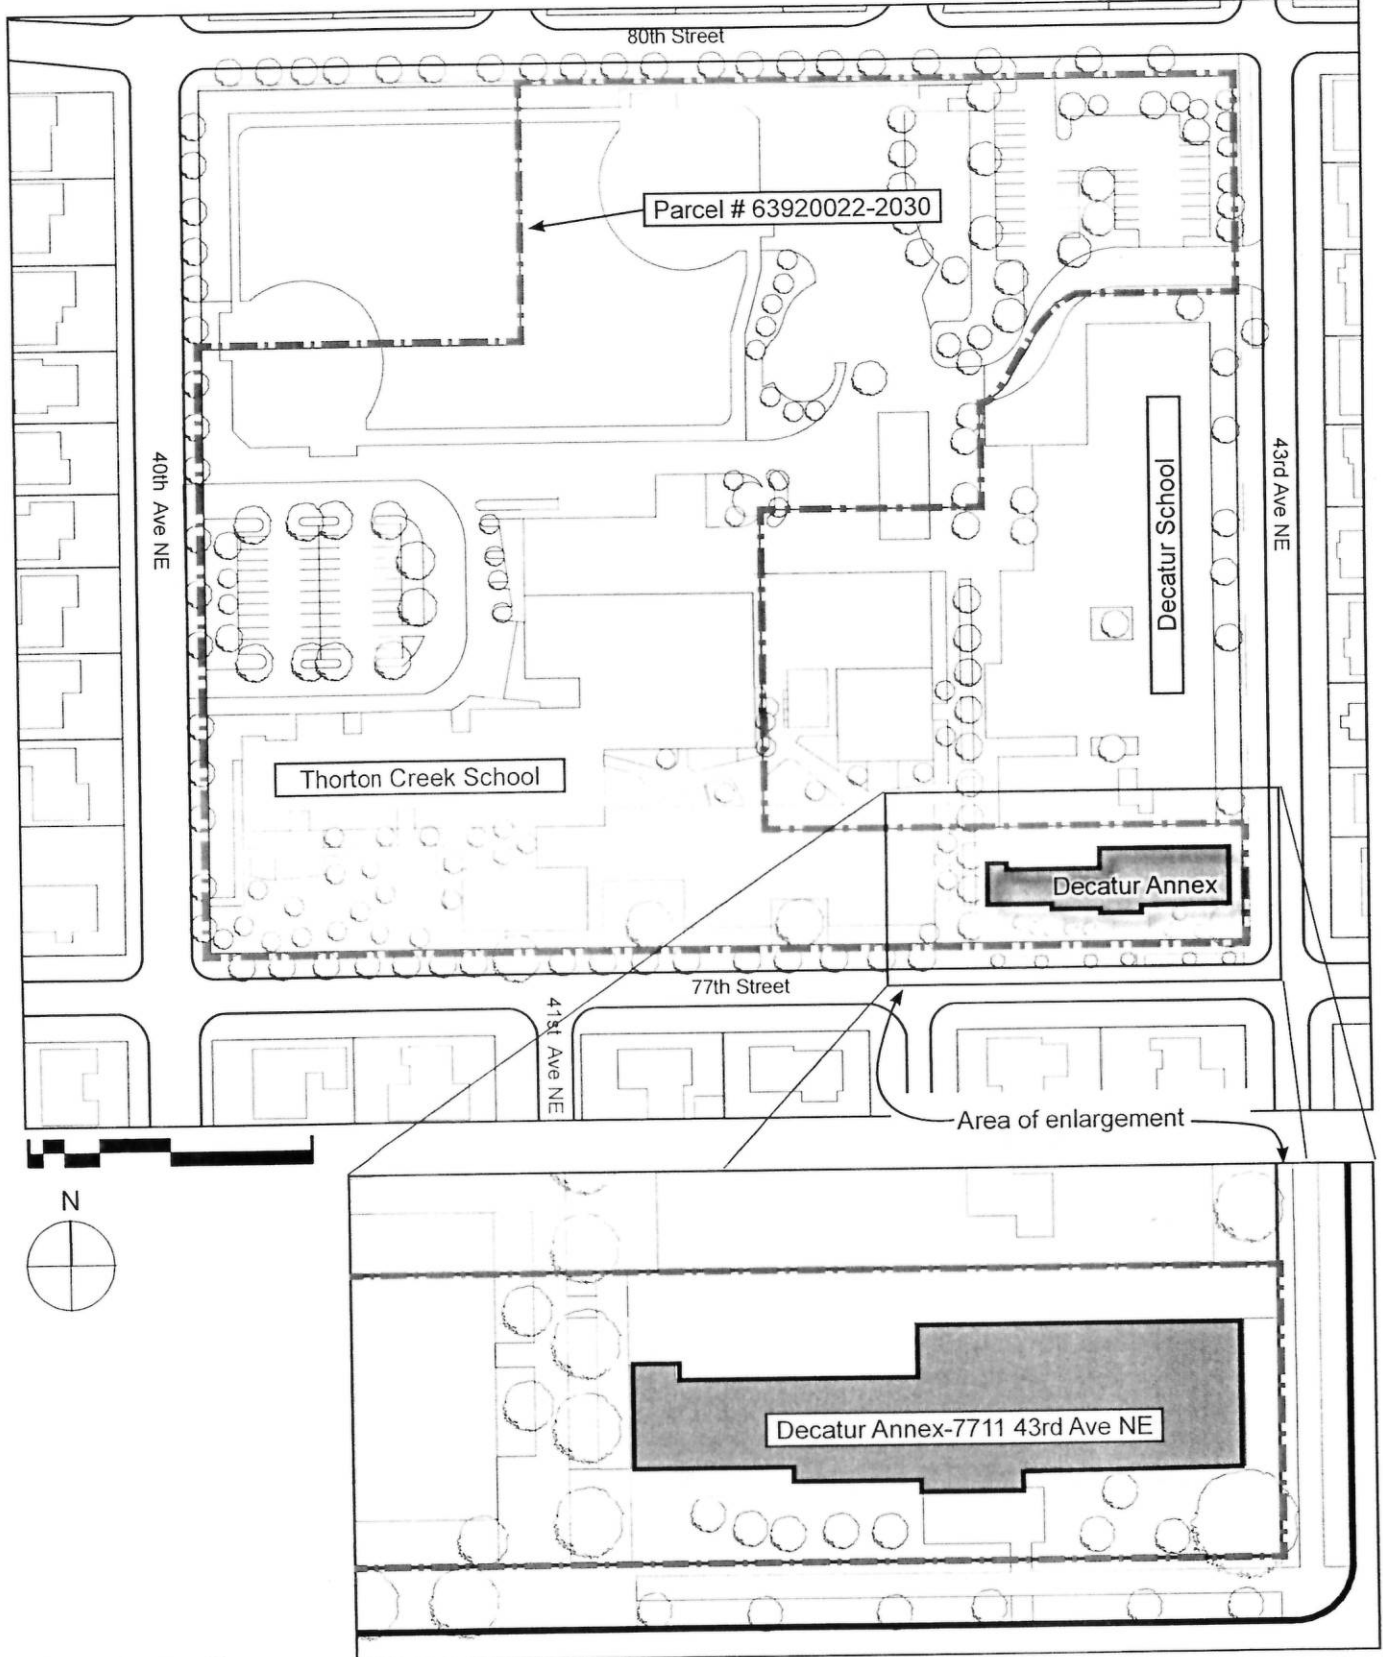 80th Street
Parcel # 63920022-2030
40th Ave NE
Decatur School
43rd Ave NE
Thorton Creek School
Decatur Annex
77th Street
41st Ave NE
Area of enlargement
N
Decatur Annex-7711 43rd Ave NE